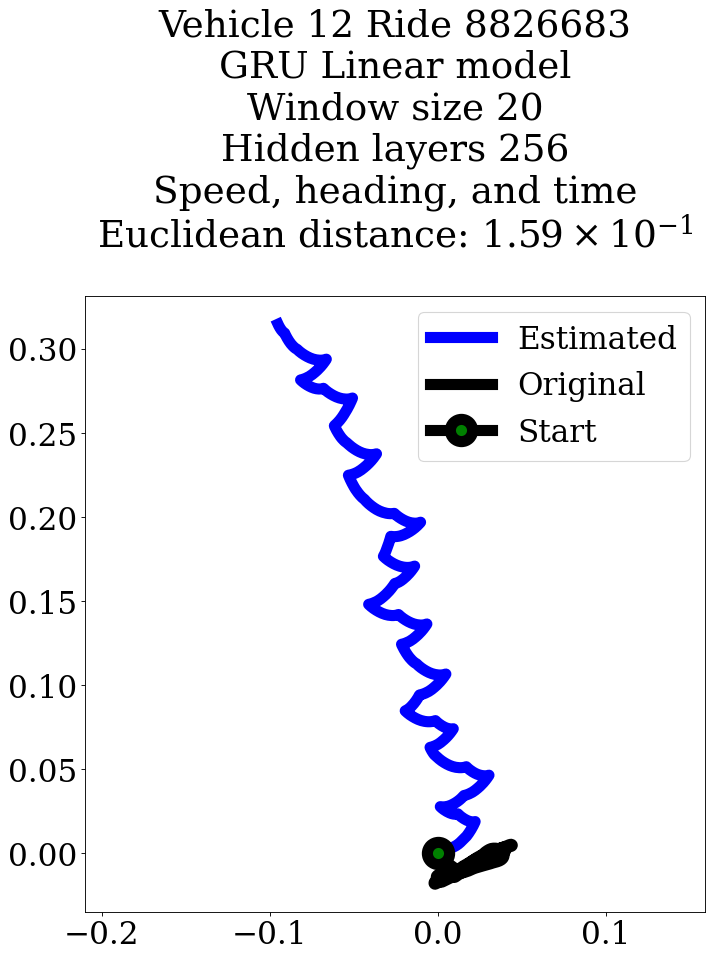 Vehicle 12 Ride 8826683
GRU Linear model
Window size 20
Hidden layers 256
Speed, heading, and time
Euclidean distance: 1.59 × 10⁻¹
Estimated
Original
Start
0.30
0.25
0.20
0.15
0.10
0.05
0.00
−0.2 −0.1 0.0 0.1